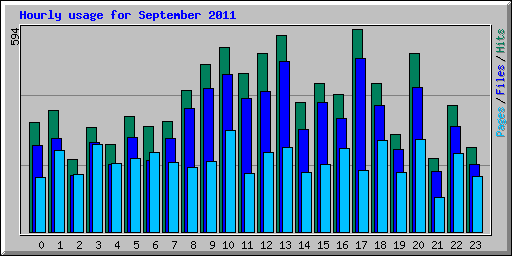 Hourly usage for September 2011
594
Pages / Files / Hits
0 1 2 3 4 5 6 7 8 9 10 11 12 13 14 15 16 17 18 19 20 21 22 23